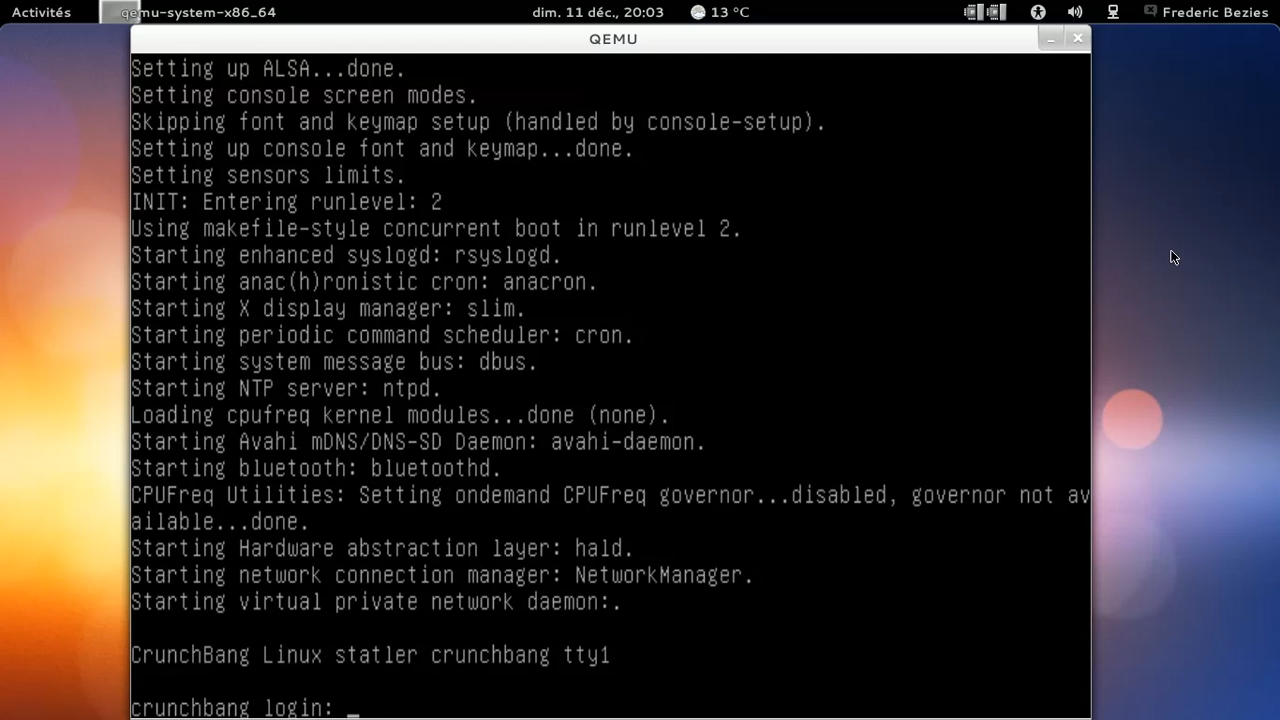 Activités qemu-system-x86_64 dim. 11 déc., 20:03 13 °C Frederic Bezies
QEMU
Setting up ALSA...done.
Setting console screen modes.
Skipping font and keymap setup (handled by console-setup).
Setting up console font and keymap...done.
Setting sensors limits.
INIT: Entering runlevel: 2
Using makefile-style concurrent boot in runlevel 2.
Starting enhanced syslogd: rsyslogd.
Starting anac(h)ronistic cron: anacron.
Starting X display manager: slim.
Starting periodic command scheduler: cron.
Starting system message bus: dbus.
Starting NTP server: ntpd.
Loading cpufreq kernel modules...done (none).
Starting Avahi mDNS/DNS-SD Daemon: avahi-daemon.
Starting bluetooth: bluetoothd.
CPUFreq Utilities: Setting ondemand CPUFreq governor...disabled, governor not av
ailable...done.
Starting Hardware abstraction layer: hald.
Starting network connection manager: NetworkManager.
Starting virtual private network daemon:.
CrunchBang Linux statler crunchbang tty1
crunchbang login: _